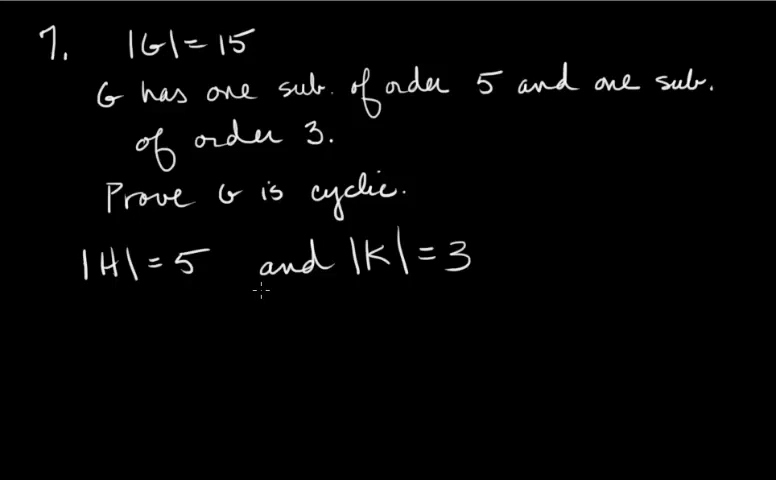 7. |G| = 15
G has one sub. of order 5 and one sub.
of order 3.
Prove G is cyclic.
|H| = 5 and |K| = 3